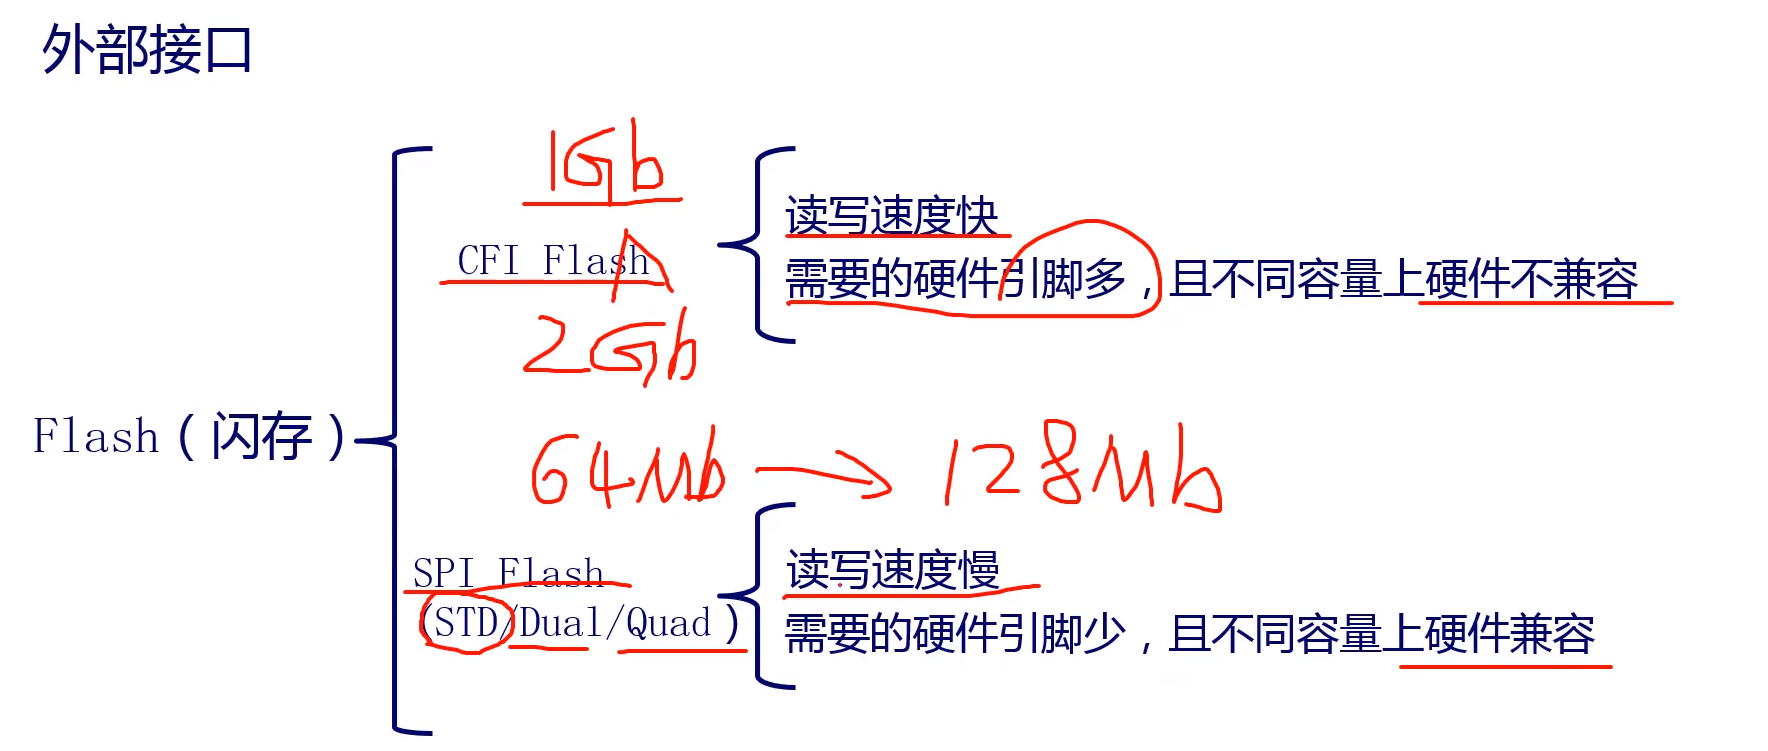 外部接口
1Gb
读写速度快
CFI Flash
需要的硬件引脚多，且不同容量上硬件不兼容
2Gb
Flash（闪存）
64Mb → 128Mb
SPI Flash
读写速度慢
（STD/Dual/Quad）
需要的硬件引脚少，且不同容量上硬件兼容